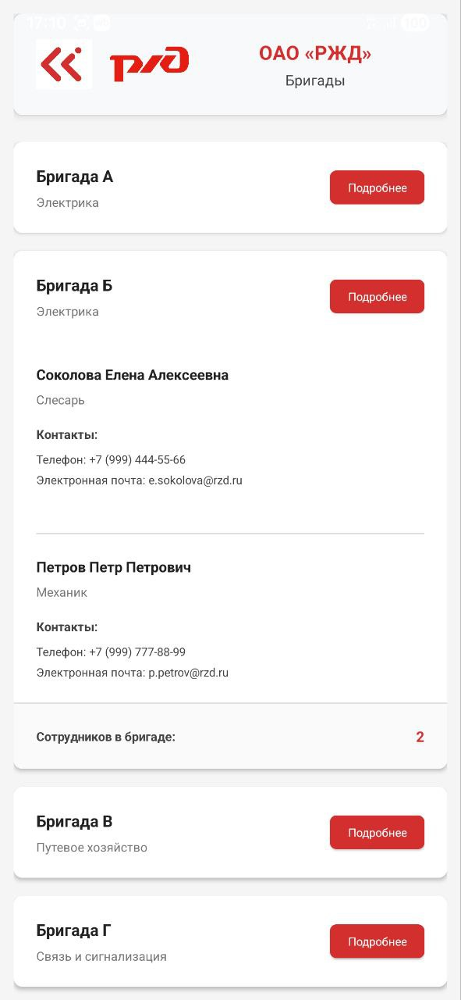 17:10
100
РЖД
ОАО «РЖД»
Бригады
Бригада А
Электрика
Подробнее
Бригада Б
Электрика
Подробнее
Соколова Елена Алексеевна
Слесарь
Контакты:
Телефон: +7 (999) 444-55-66
Электронная почта: e.sokolova@rzd.ru
Петров Петр Петрович
Механик
Контакты:
Телефон: +7 (999) 777-88-99
Электронная почта: p.petrov@rzd.ru
Сотрудников в бригаде:
2
Бригада В
Путевое хозяйство
Подробнее
Бригада Г
Связь и сигнализация
Подробнее